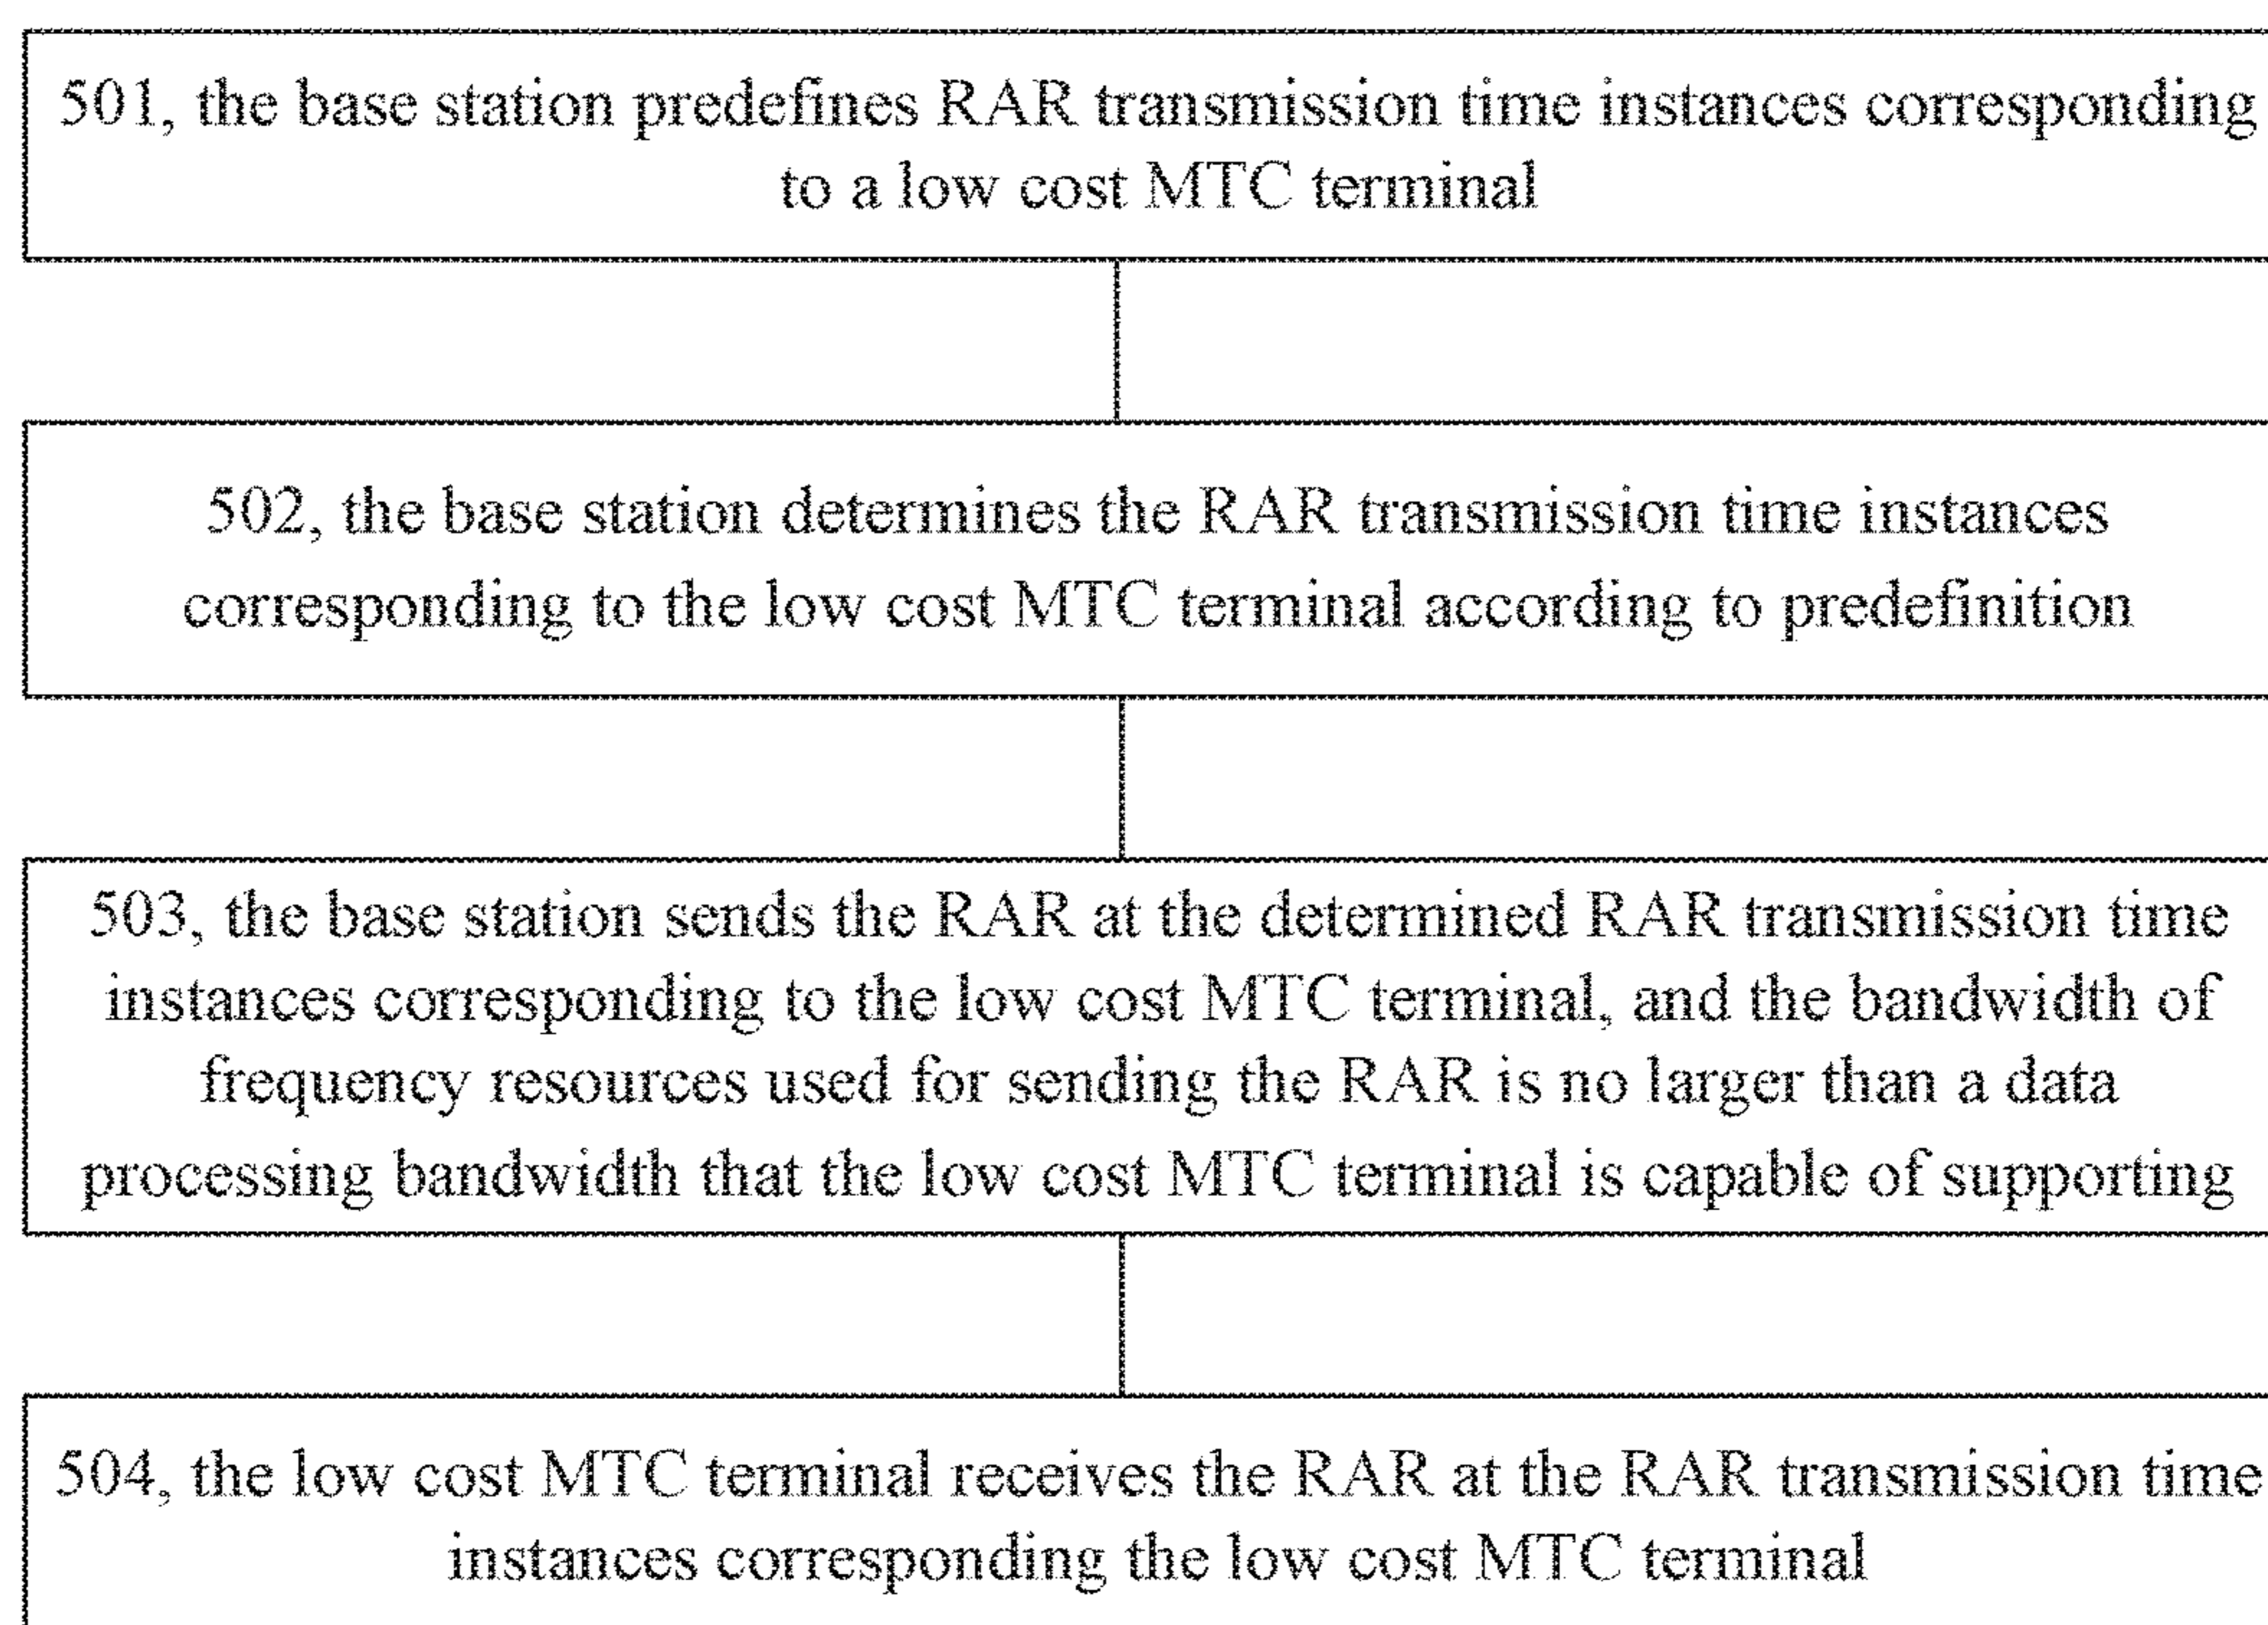 501, the base station predefines RAR transmission time instances corresponding
to a low cost MTC terminal
502, the base station determines the RAR transmission time instances
corresponding to the low cost MTC terminal according to predefinition
503, the base station sends the RAR at the determined RAR transmission time
instances corresponding to the low cost MTC terminal, and the bandwidth of
frequency resources used for sending the RAR is no larger than a data
processing bandwidth that the low cost MTC terminal is capable of supporting
504, the low cost MTC terminal receives the RAR at the RAR transmission time
instances corresponding the low cost MTC terminal